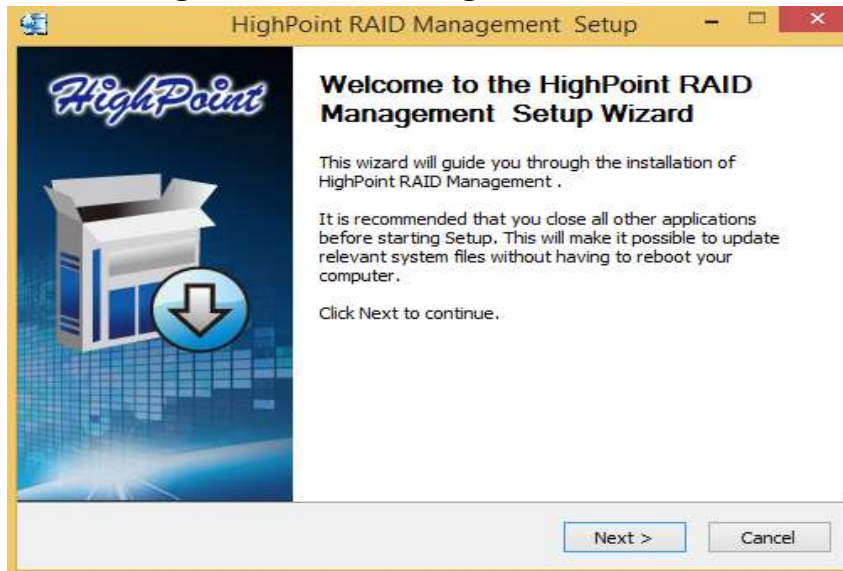 HighPoint RAID Management  Setup
HighPoint
Welcome to the HighPoint RAID
Management  Setup Wizard
This wizard will guide you through the installation of
HighPoint RAID Management .
It is recommended that you close all other applications
before starting Setup. This will make it possible to update
relevant system files without having to reboot your
computer.
Click Next to continue.
Next >
Cancel